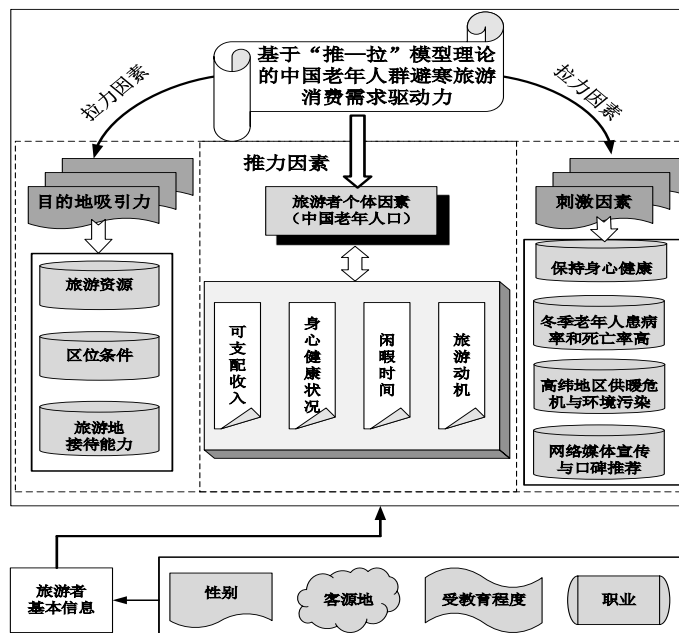 基于“推—拉”模型理论
的中国老年人群避寒旅游
消费需求驱动力
拉力因素
拉力因素
推力因素
目的地吸引力
旅游资源
区位条件
旅游地
接待能力
旅游者个体因素
（中国老年人口）
可支配收入
身心健康状况
闲暇时间
旅游动机
刺激因素
保持身心健康
冬季老年人患病
率和死亡率高
高纬地区供暖危
机与环境污染
网络媒体宣传
与口碑推荐
旅游者
基本信息
性别
客源地
受教育程度
职业